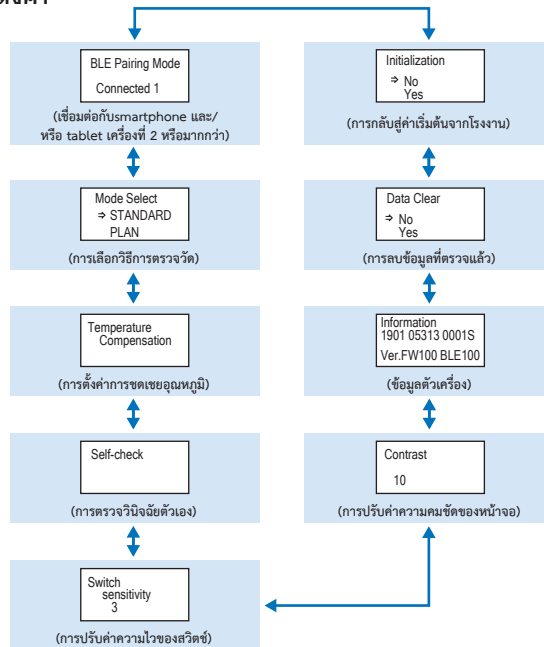 BLE Pairing Mode
Connected 1
(เชื่อมต่อกับsmartphone และ/
หรือ tablet เครื่องที่ 2 หรือมากกว่า)
Mode Select
⇒ STANDARD
PLAN
(การเลือกวิธีการตรวจวัด)
Temperature
Compensation
(การตั้งค่าการชดเชยอุณหภูมิ)
Self-check
(การตรวจวินิจฉัยตัวเอง)
Switch
sensitivity
3
(การปรับค่าความไวของสวิตช์)
Initialization
⇒ No
Yes
(การกลับสู่ค่าเริ่มต้นจากโรงงาน)
Data Clear
⇒ No
Yes
(การลบข้อมูลที่ตรวจแล้ว)
Information
1901 05313 0001S
Ver.FW100 BLE100
(ข้อมูลตัวเครื่อง)
Contrast
10
(การปรับค่าความคมชัดของหน้าจอ)